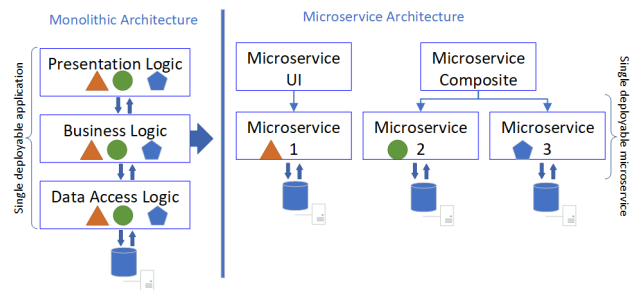 Monolithic Architecture
Microservice Architecture
Single deployable application
Presentation Logic
Business Logic
Data Access Logic
Microservice
UI
Microservice
Composite
Microservice
1
Microservice
2
Microservice
3
Single deployable microservice